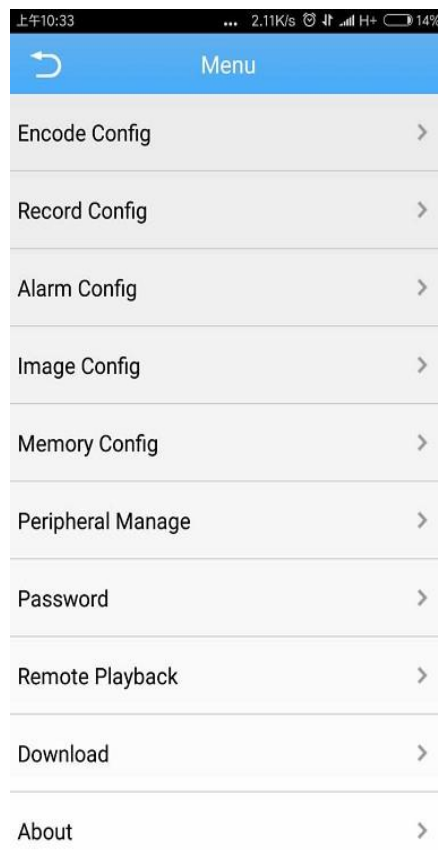 上午10:33 ... 2.11K/s H+ 14%
Menu
Encode Config
Record Config
Alarm Config
Image Config
Memory Config
Peripheral Manage
Password
Remote Playback
Download
About